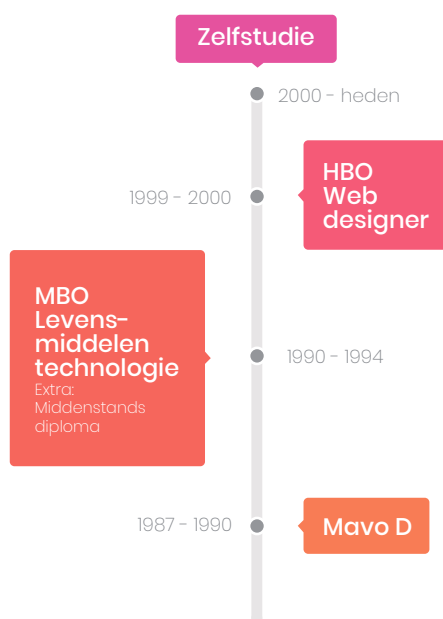 Zelfstudie
2000 - heden
1999 - 2000
HBO
Web
designer
MBO
Levens-
middelen
technologie
Extra:
Middenstands
diploma
1990 - 1994
1987 - 1990
Mavo D